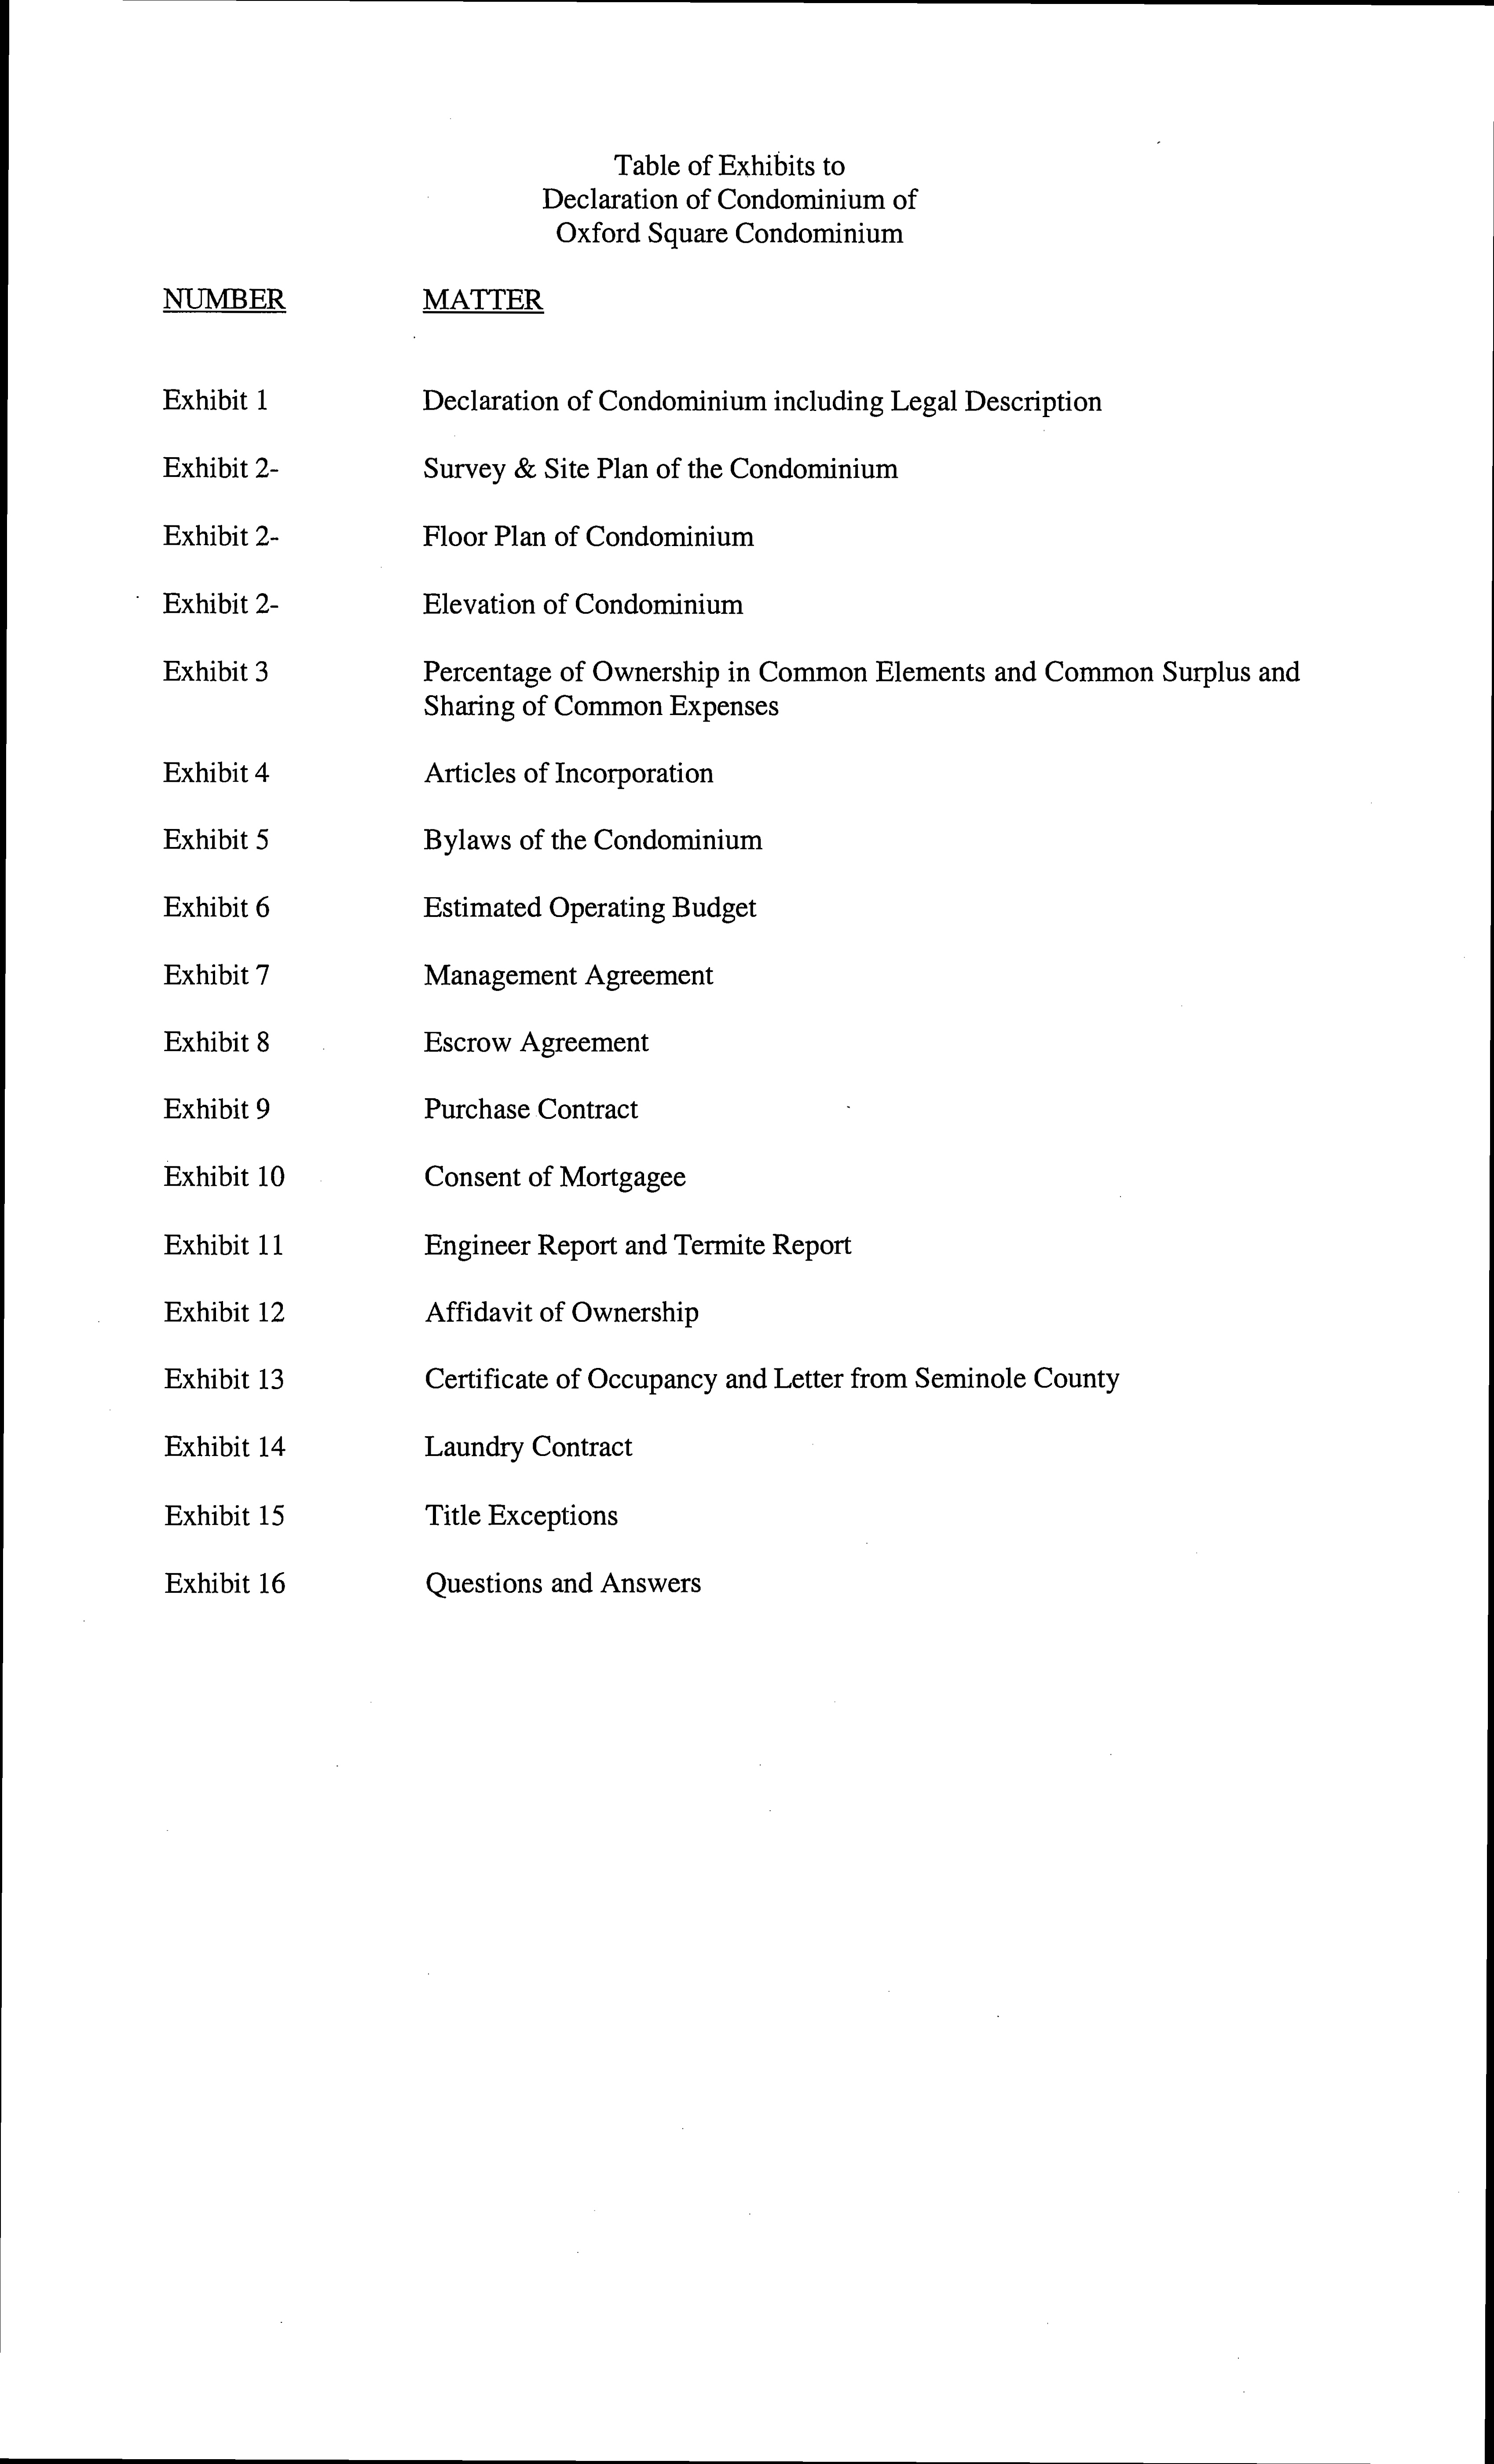 Table of Exhibits to
Declaration of Condominium of
Oxford Square Condominium
NUMBER MATTER
Exhibit 1 Declaration of Condominium including Legal Description
Exhibit 2- Survey & Site Plan of the Condominium
Exhibit 2- Floor Plan of Condominium
Exhibit 2- Elevation of Condominium
Exhibit 3 Percentage of Ownership in Common Elements and Common Surplus and
Sharing of Common Expenses
Exhibit 4 Articles of Incorporation
Exhibit 5 Bylaws of the Condominium
Exhibit 6 Estimated Operating Budget
Exhibit 7 Management Agreement
Exhibit 8 Escrow Agreement
Exhibit 9 Purchase Contract
Exhibit 10 Consent of Mortgagee
Exhibit 11 Engineer Report and Termite Report
Exhibit 12 Affidavit of Ownership
Exhibit 13 Certificate of Occupancy and Letter from Seminole County
Exhibit 14 Laundry Contract
Exhibit 15 Title Exceptions
Exhibit 16 Questions and Answers